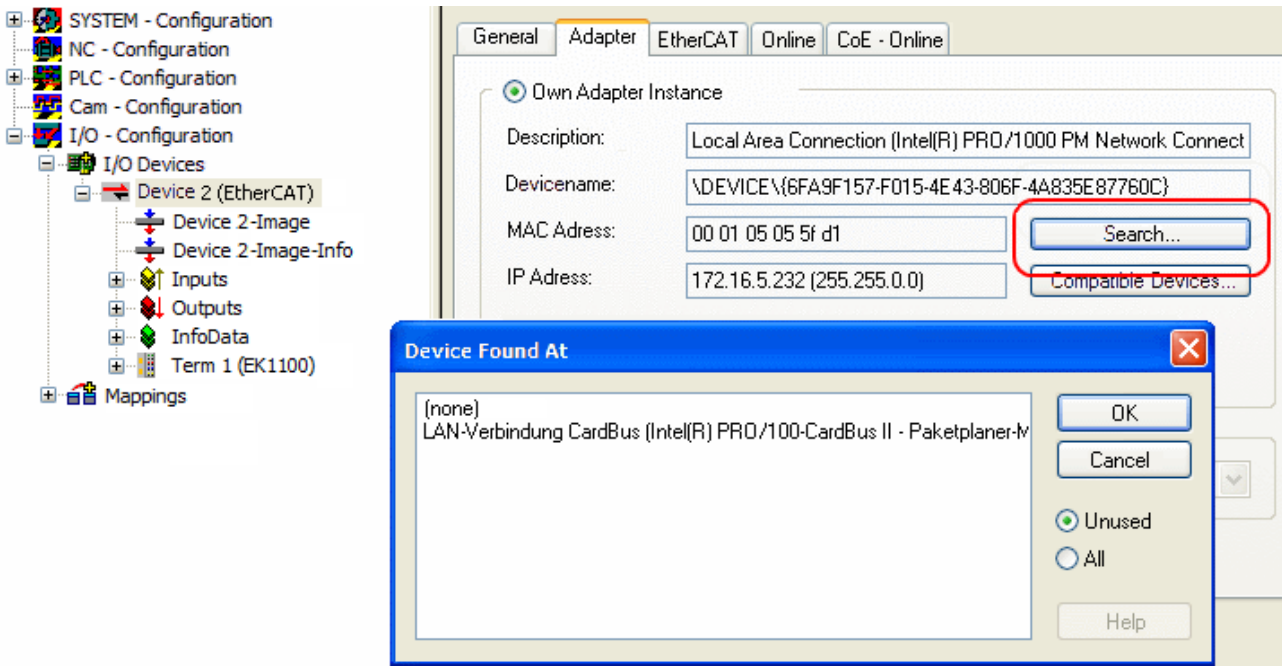 SYSTEM - Configuration
NC - Configuration
PLC - Configuration
Cam - Configuration
I/O - Configuration
I/O Devices
Device 2 (EtherCAT)
Device 2-Image
Device 2-Image-Info
Inputs
Outputs
InfoData
Term 1 (EK1100)
Mappings
General Adapter EtherCAT Online CoE - Online
Own Adapter Instance
Description: Local Area Connection (Intel(R) PRO/1000 PM Network Connect
Devicename: \DEVICE\{6FA9F157-F015-4E43-806F-4A835E87760C}
MAC Adress: 00 01 05 05 5f d1 Search...
IP Adress: 172.16.5.232 (255.255.0.0) Compatible Devices...
Device Found At
(none)
LAN-Verbindung CardBus (Intel(R) PRO/100-CardBus II - Paketplaner-M
OK
Cancel
Unused
All
Help